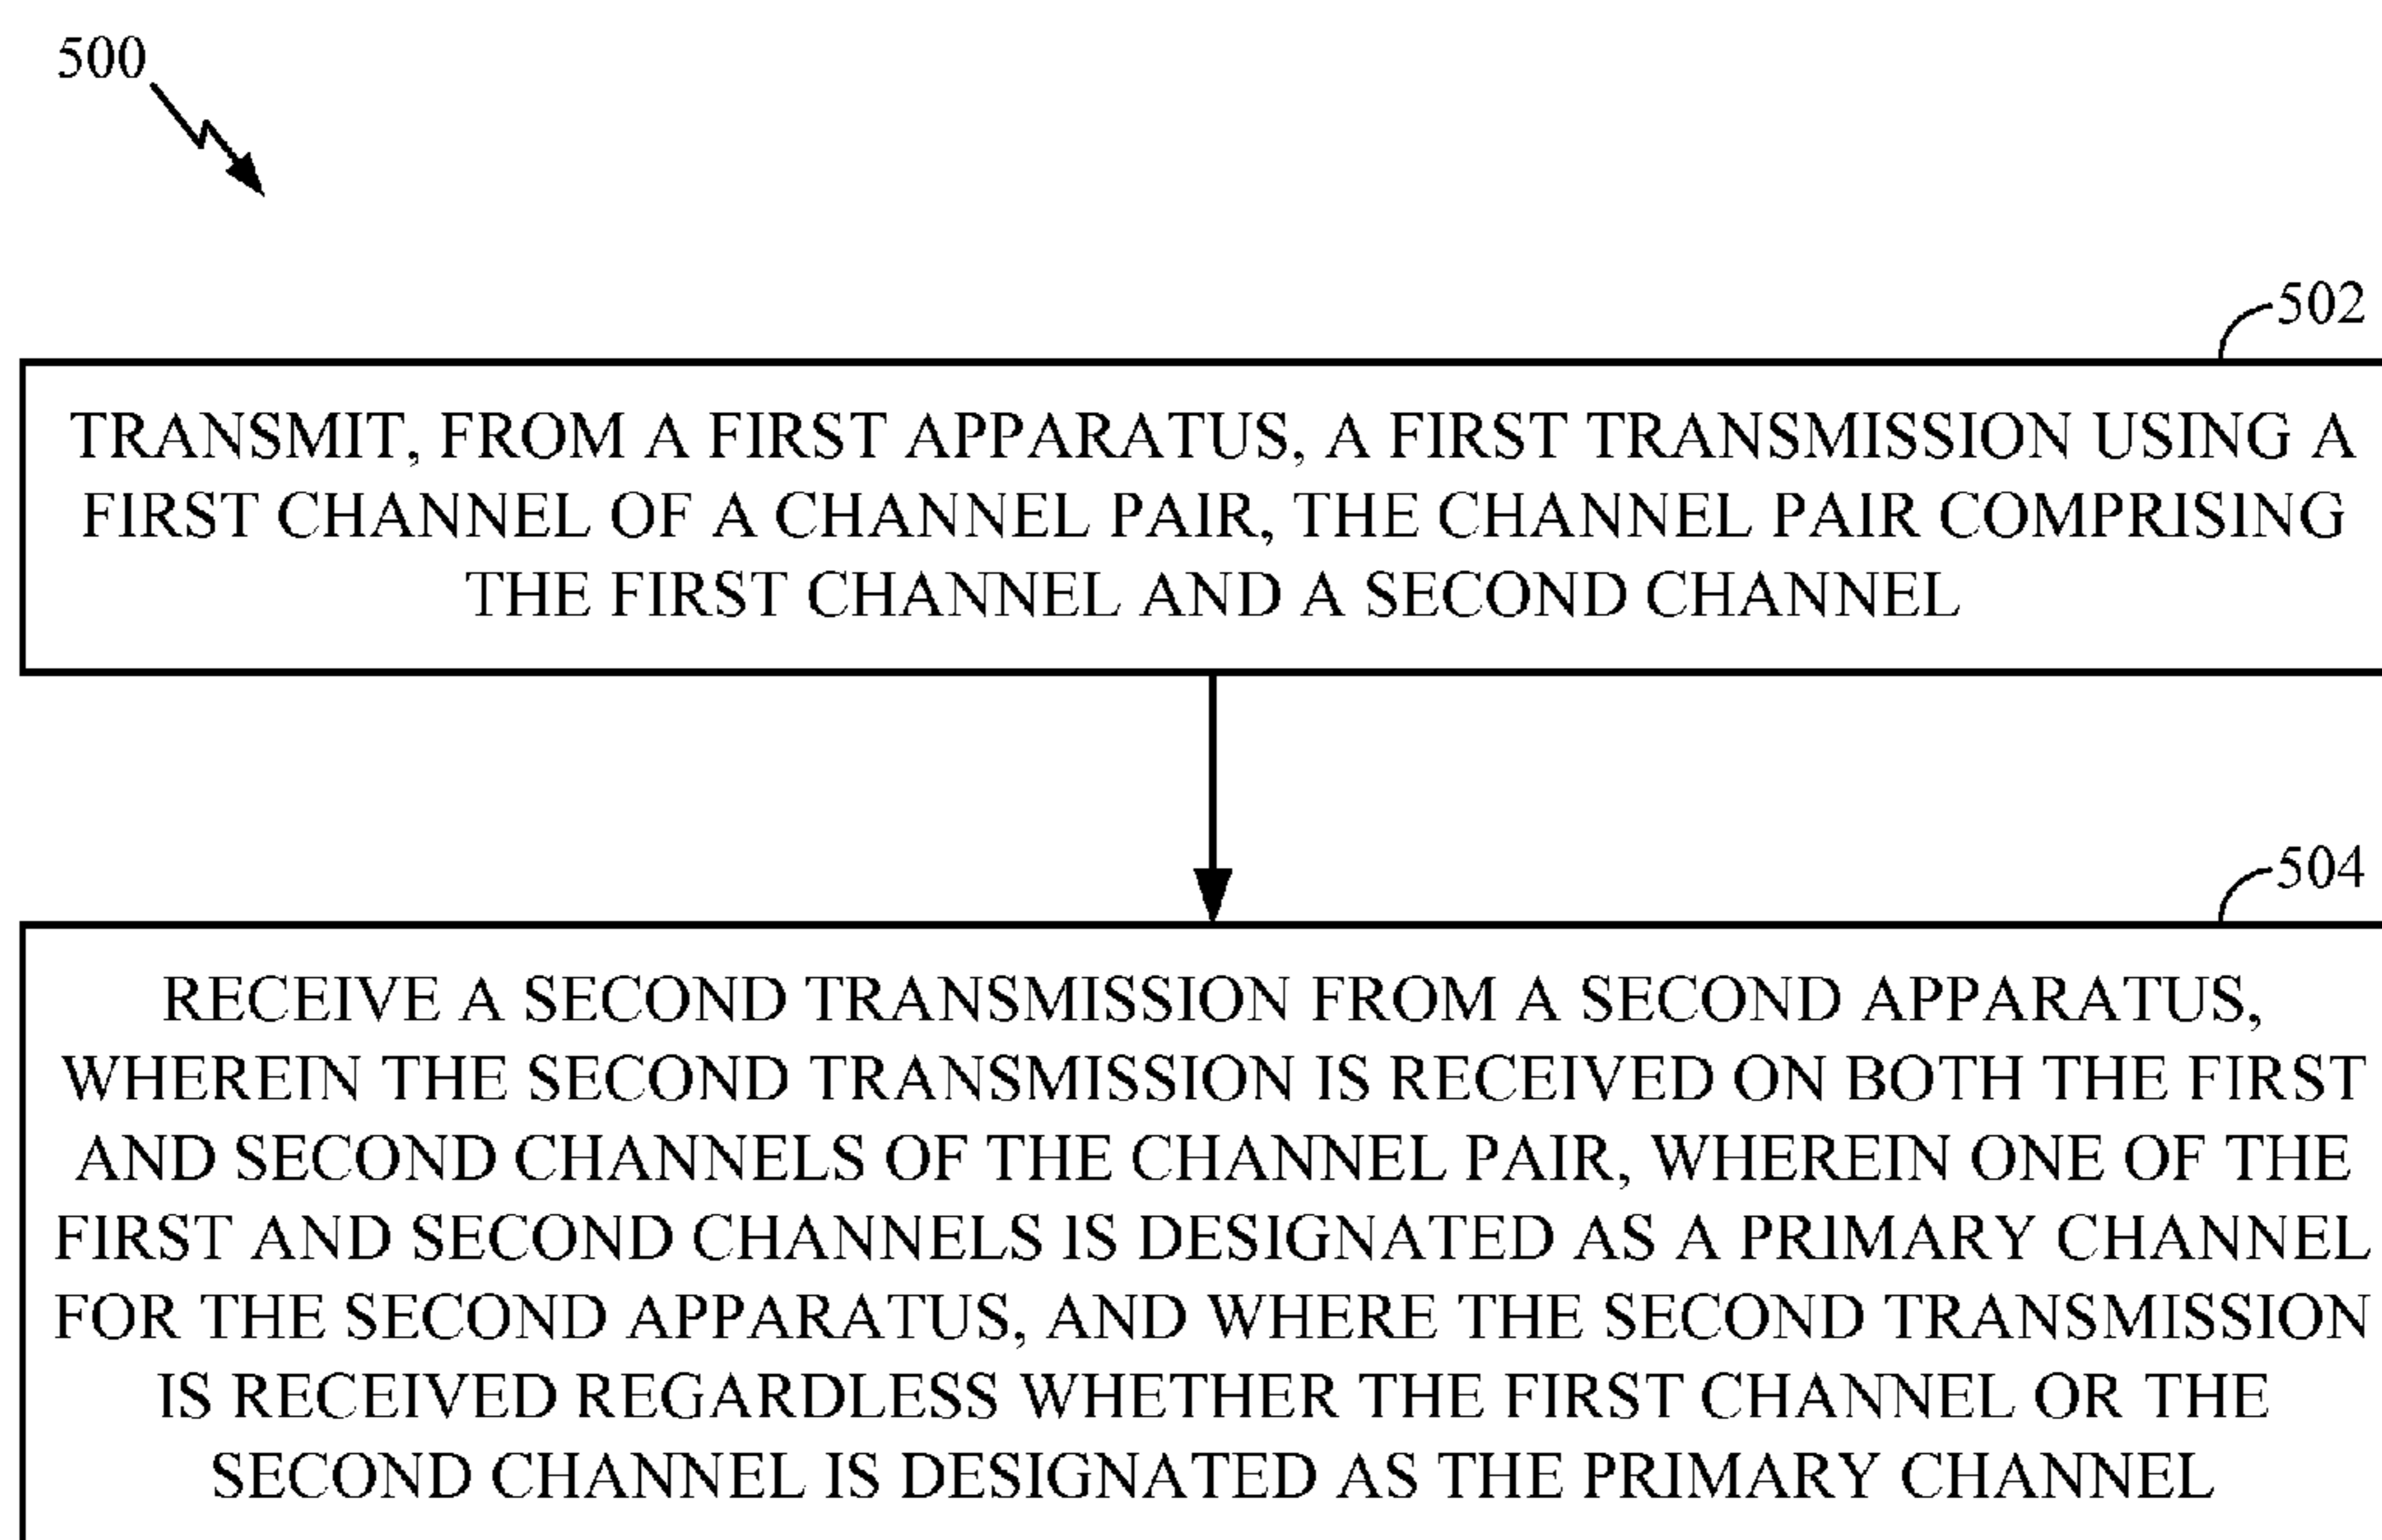 500
502
TRANSMIT, FROM A FIRST APPARATUS, A FIRST TRANSMISSION USING A
FIRST CHANNEL OF A CHANNEL PAIR, THE CHANNEL PAIR COMPRISING
THE FIRST CHANNEL AND A SECOND CHANNEL
504
RECEIVE A SECOND TRANSMISSION FROM A SECOND APPARATUS,
WHEREIN THE SECOND TRANSMISSION IS RECEIVED ON BOTH THE FIRST
AND SECOND CHANNELS OF THE CHANNEL PAIR, WHEREIN ONE OF THE
FIRST AND SECOND CHANNELS IS DESIGNATED AS A PRIMARY CHANNEL
FOR THE SECOND APPARATUS, AND WHERE THE SECOND TRANSMISSION
IS RECEIVED REGARDLESS WHETHER THE FIRST CHANNEL OR THE
SECOND CHANNEL IS DESIGNATED AS THE PRIMARY CHANNEL